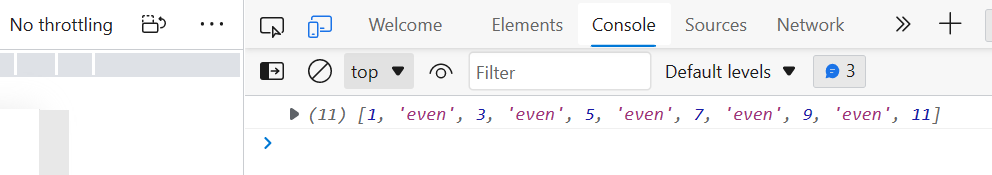 No throttling ... Welcome Elements Console Sources Network
top Filter Default levels 3
(11) [1, 'even', 3, 'even', 5, 'even', 7, 'even', 9, 'even', 11]